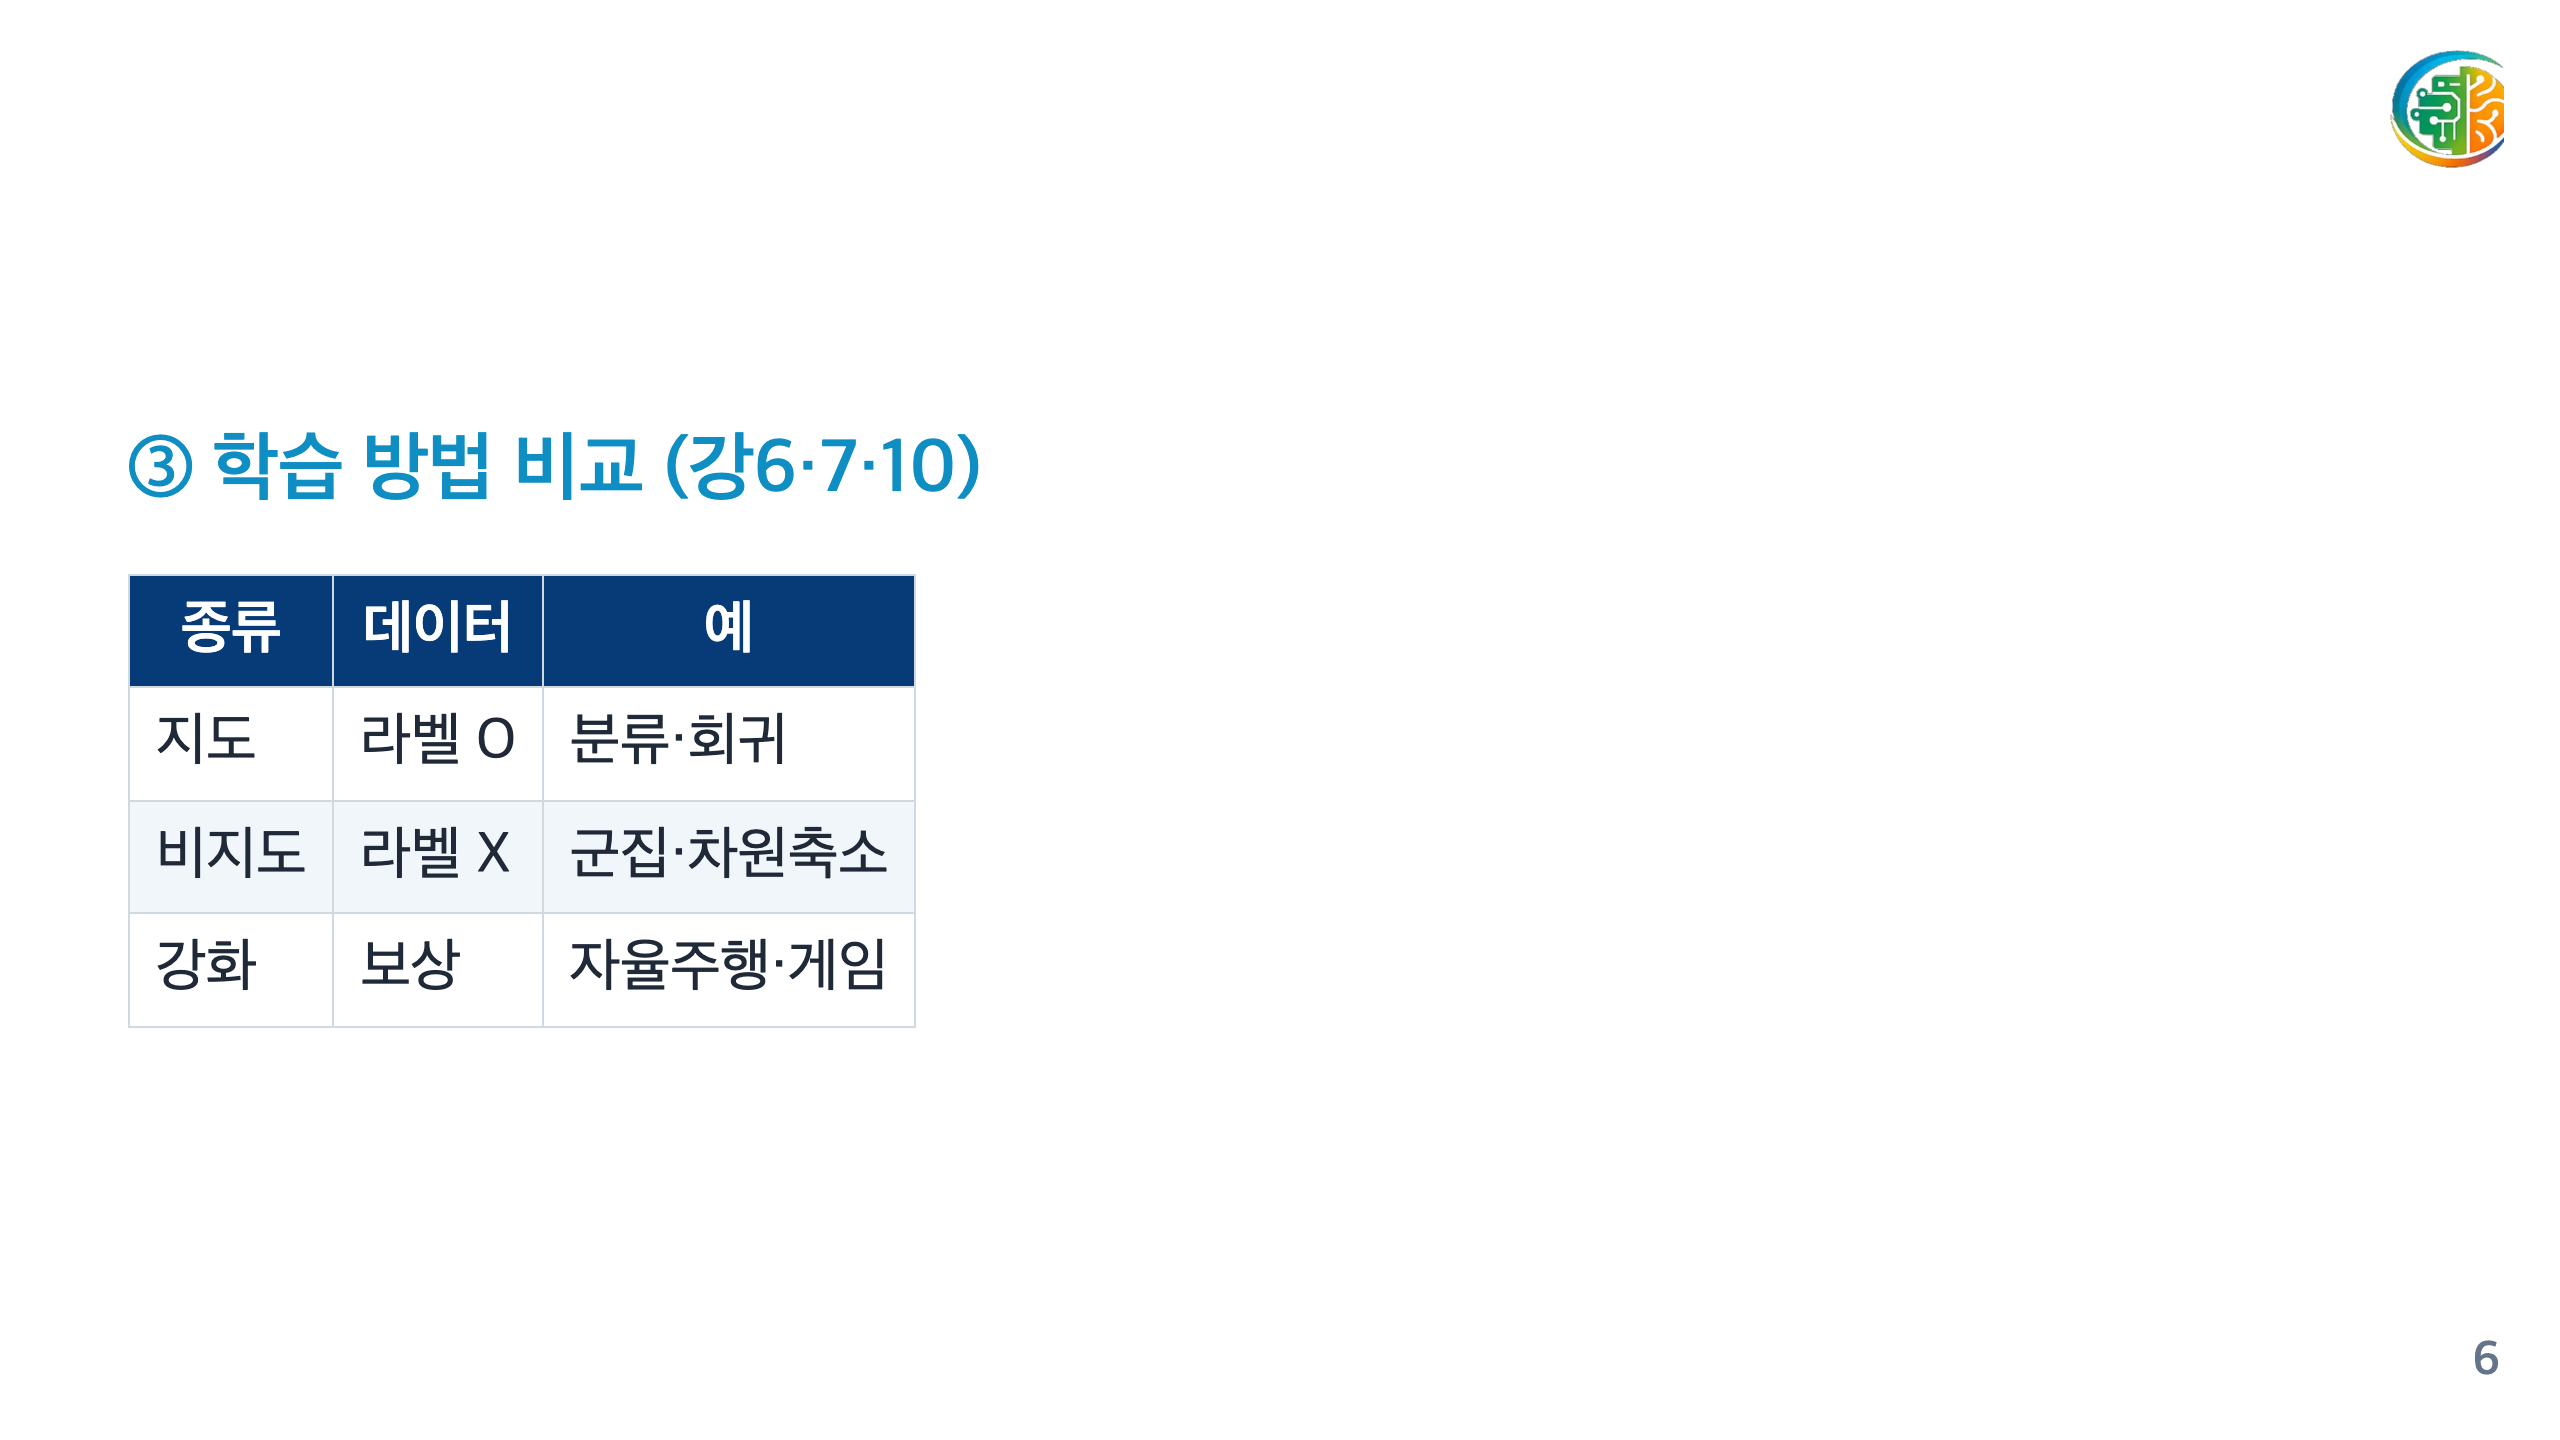 ③ 학습 방법 비교 (강6·7·10)
종류 데이터 예
지도 라벨 O 분류·회귀
비지도 라벨 X 군집·차원축소
강화 보상 자율주행·게임
6